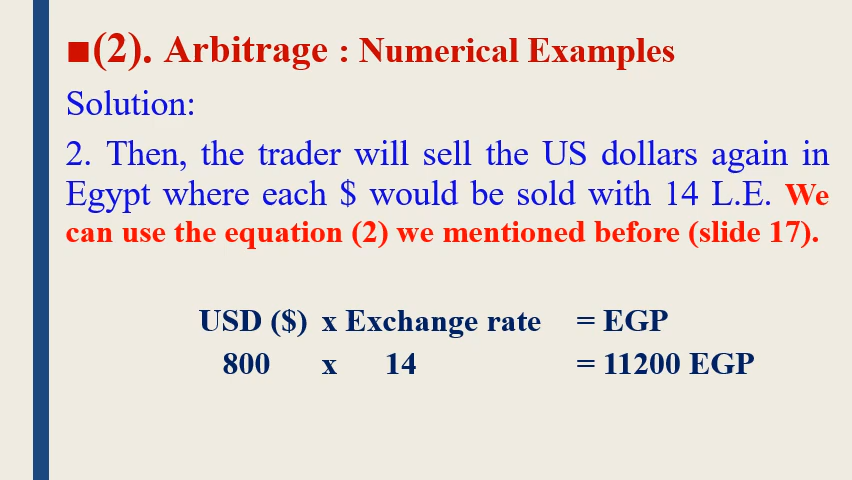 ■(2). Arbitrage : Numerical Examples
Solution:
2. Then, the trader will sell the US dollars again in
Egypt where each $ would be sold with 14 L.E. We
can use the equation (2) we mentioned before (slide 17).
USD ($) x Exchange rate = EGP
800 x 14 = 11200 EGP